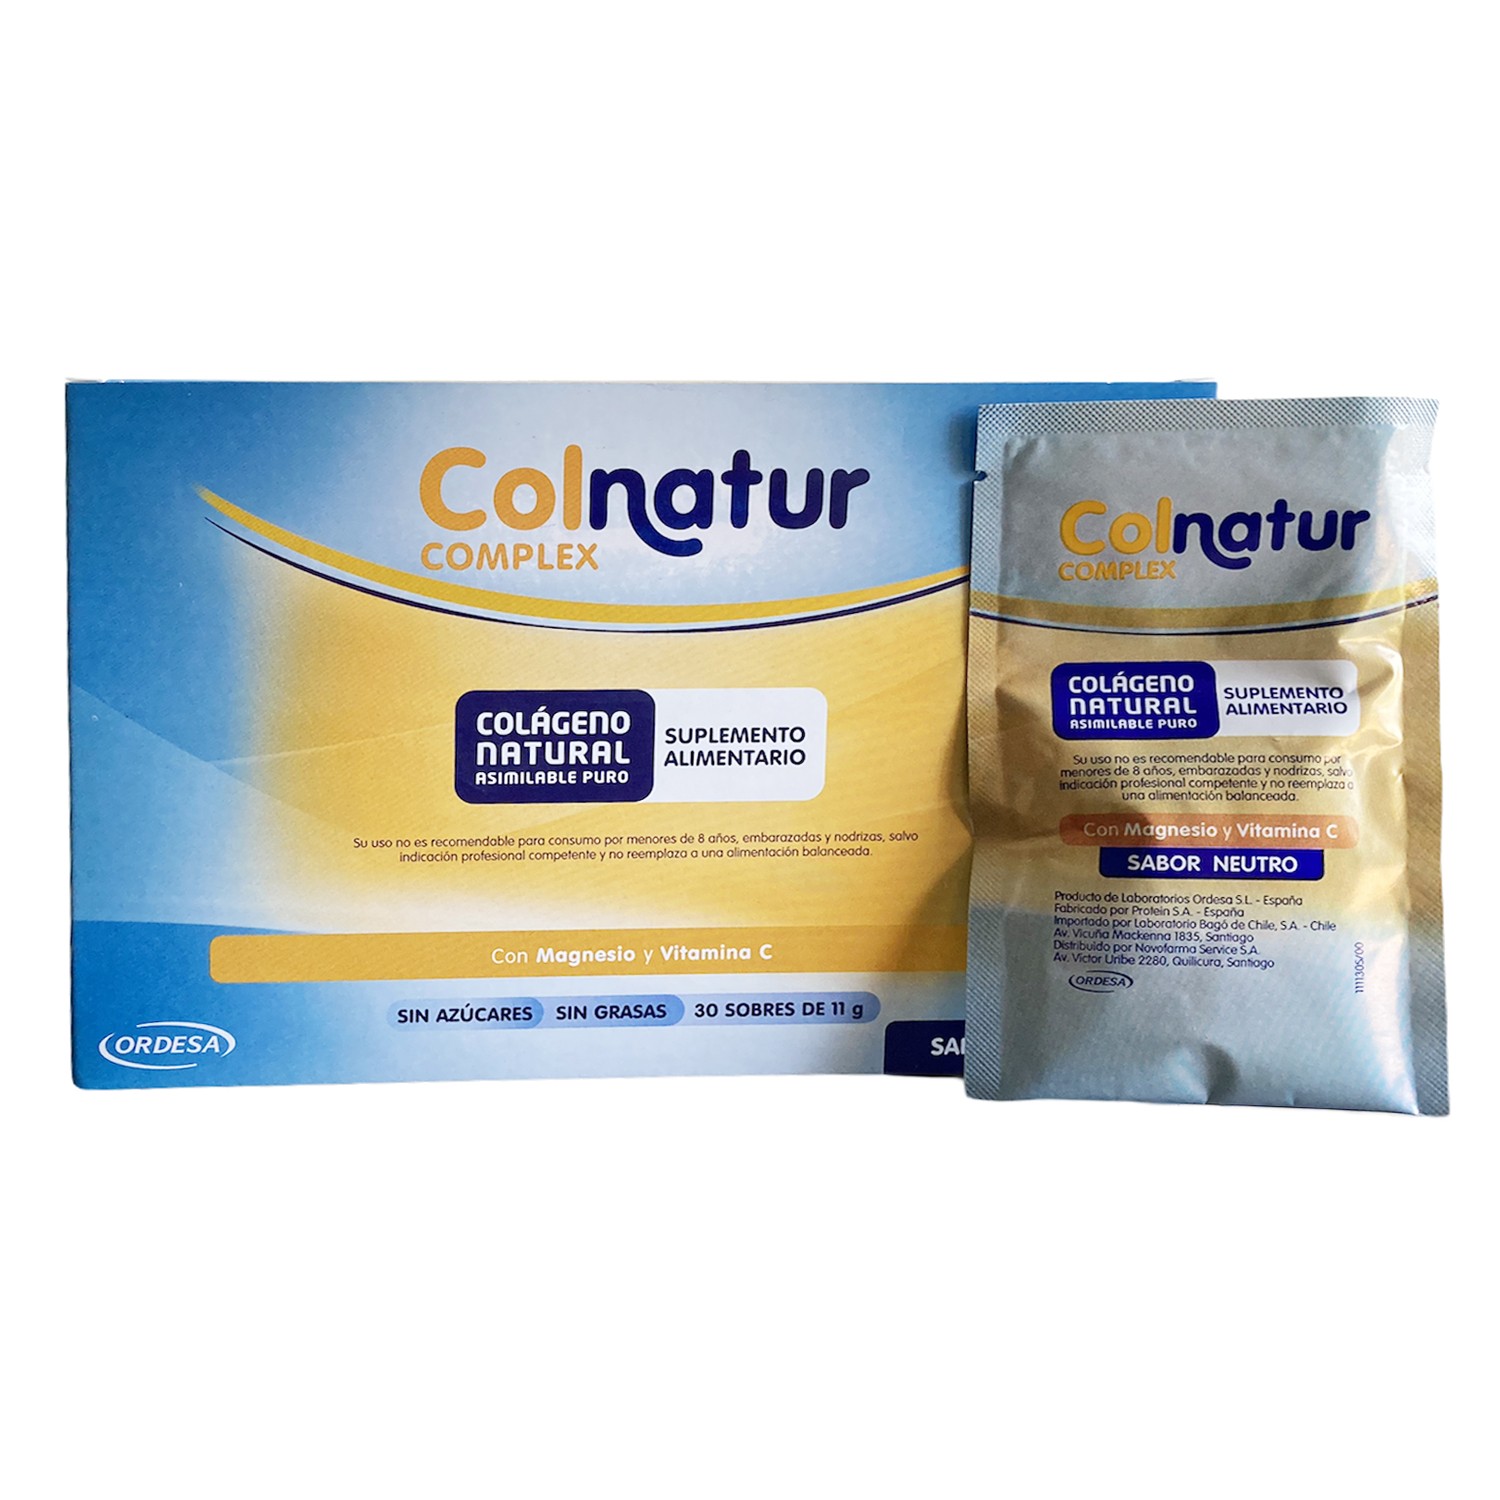 Colnatur
COMPLEX
COLÁGENO
NATURAL
ASIMILABLE PURO
SUPLEMENTO
ALIMENTARIO
Su uso no es recomendable para consumo por menores de 8 años, embarazadas y nodrizas, salvo
indicación profesional competente y no reemplaza a una alimentación balanceada.
Con Magnesio y Vitamina C
SIN AZÚCARES SIN GRASAS 30 SOBRES DE 11 g
ORDESA
Colnatur
COMPLEX
COLÁGENO
NATURAL
ASIMILABLE PURO
SUPLEMENTO
ALIMENTARIO
Su uso no es recomendable para consumo por
menores de 8 años, embarazadas y nodrizas, salvo
indicación profesional competente y no reemplaza a
una alimentación balanceada.
Con Magnesio y Vitamina C
SABOR NEUTRO
Producto de Laboratorios Ordesa S.L. - España
Fabricado por Protein S.A. - España
Importado por Laboratorio Bagó de Chile, S.A. - Chile
Av. Vicuña Mackenna 1835, Santiago
Distribuido por Novofarma Service S.A.
Av. Victor Uribe 2280, Quilicura, Santiago
ORDESA
1111305/00